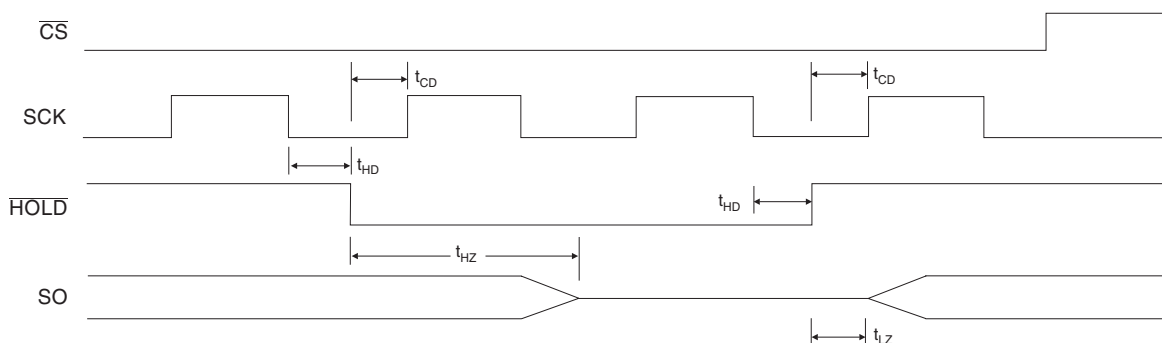 CS
t_CD
t_CD
SCK
t_HD
HOLD
t_HD
t_HZ
SO
t_LZ